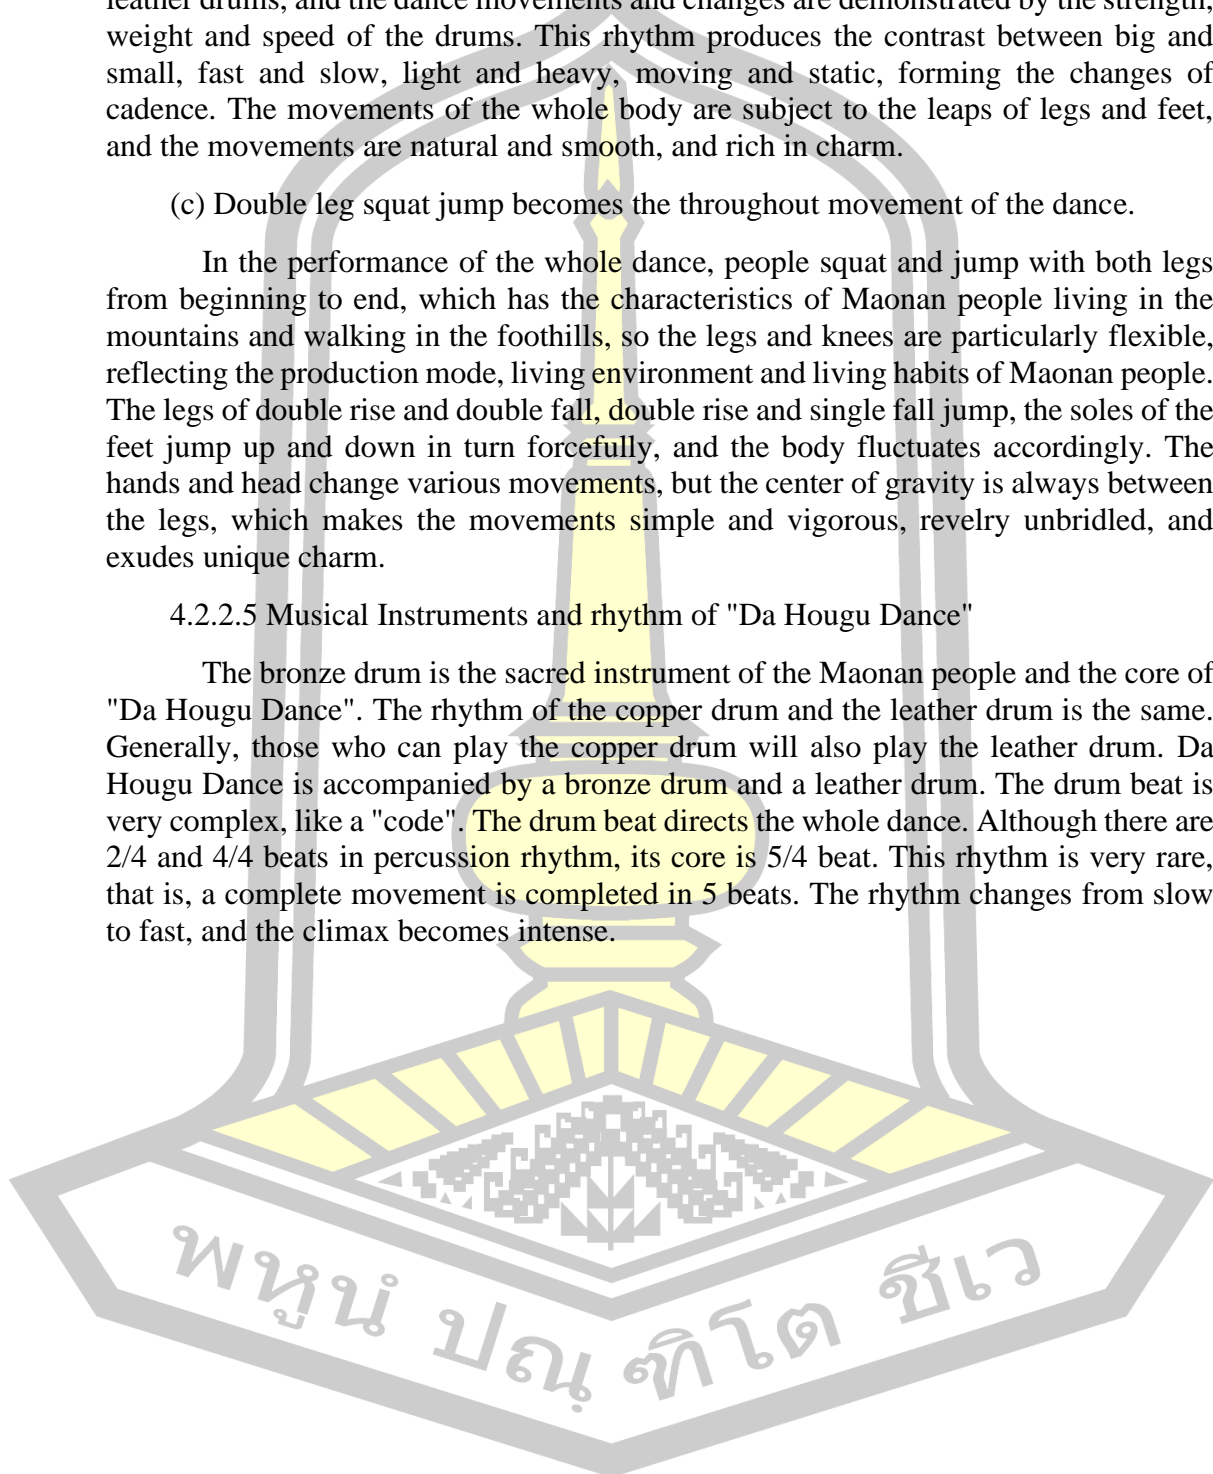 leather drums, and the dance movements and changes are demonstrated by the strength,
weight and speed of the drums. This rhythm produces the contrast between big and
small, fast and slow, light and heavy, moving and static, forming the changes of
cadence. The movements of the whole body are subject to the leaps of legs and feet,
and the movements are natural and smooth, and rich in charm.
(c) Double leg squat jump becomes the throughout movement of the dance.
In the performance of the whole dance, people squat and jump with both legs
from beginning to end, which has the characteristics of Maonan people living in the
mountains and walking in the foothills, so the legs and knees are particularly flexible,
reflecting the production mode, living environment and living habits of Maonan people.
The legs of double rise and double fall, double rise and single fall jump, the soles of the
feet jump up and down in turn forcefully, and the body fluctuates accordingly. The
hands and head change various movements, but the center of gravity is always between
the legs, which makes the movements simple and vigorous, revelry unbridled, and
exudes unique charm.
4.2.2.5 Musical Instruments and rhythm of "Da Hougu Dance"
The bronze drum is the sacred instrument of the Maonan people and the core of
"Da Hougu Dance". The rhythm of the copper drum and the leather drum is the same.
Generally, those who can play the copper drum will also play the leather drum. Da
Hougu Dance is accompanied by a bronze drum and a leather drum. The drum beat is
very complex, like a "code". The drum beat directs the whole dance. Although there are
2/4 and 4/4 beats in percussion rhythm, its core is 5/4 beat. This rhythm is very rare,
that is, a complete movement is completed in 5 beats. The rhythm changes from slow
to fast, and the climax becomes intense.
พหูนํ ปณฺฑิโต ชีเว